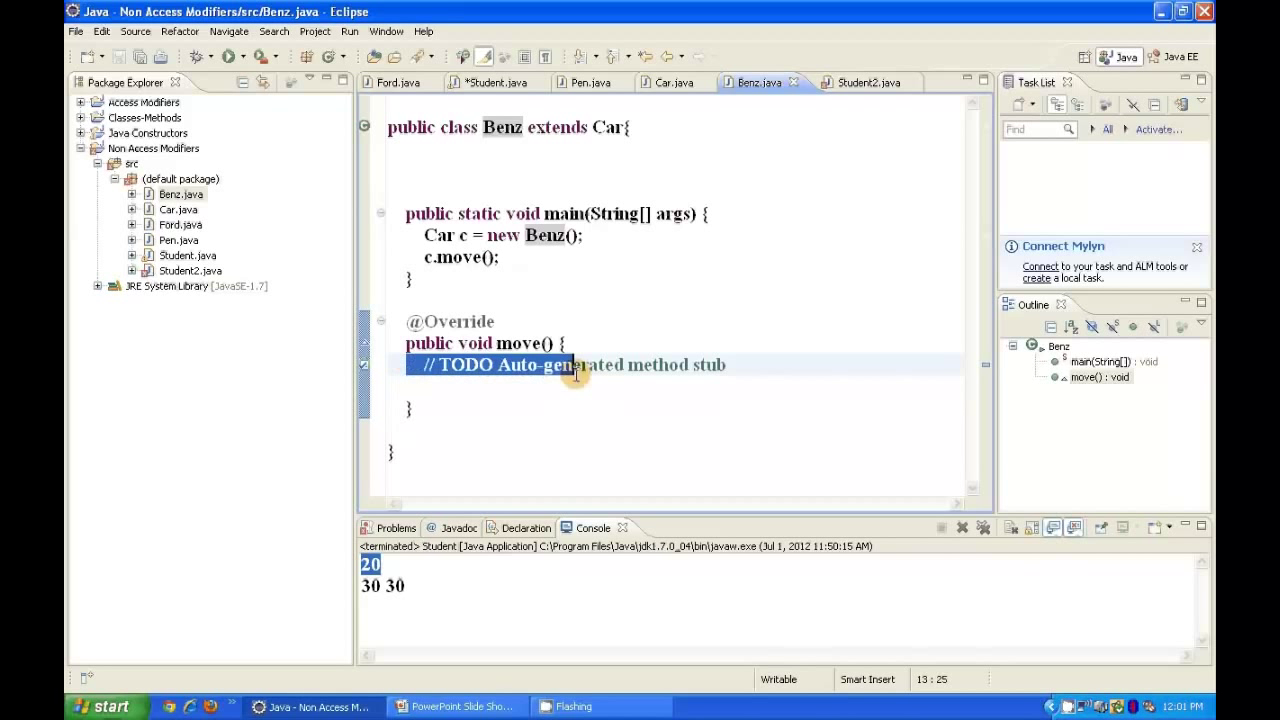 Java - Non Access Modifiers/src/Benz.java - Eclipse
File Edit Source Refactor Navigate Search Project Run Window Help
Java Java EE
Package Explorer
Access Modifiers
Classes-Methods
Java Constructors
Non Access Modifiers
src
(default package)
Benz.java
Car.java
Ford.java
Pen.java
Student.java
Student2.java
JRE System Library [JavaSE-1.7]
Ford.java *Student.java Pen.java Car.java Benz.java Student2.java
public class Benz extends Car{
public static void main(String[] args) {
Car c = new Benz();
c.move();
}
@Override
public void move() {
// TODO Auto-generated method stub
}
}
Task List
Find All Activate...
Connect Mylyn
Connect to your task and ALM tools or
create a local task.
Outline
Benz
main(String[]) : void
move() : void
Problems Javadoc Declaration Console
<terminated> Student [Java Application] C:\Program Files\Java\jdk1.7.0_04\bin\javaw.exe (Jul 1, 2012 11:50:15 AM)
20
30 30
Writable Smart Insert 13 : 25
start Java - Non Access M... PowerPoint Slide Sho... Flashing 12:01 PM